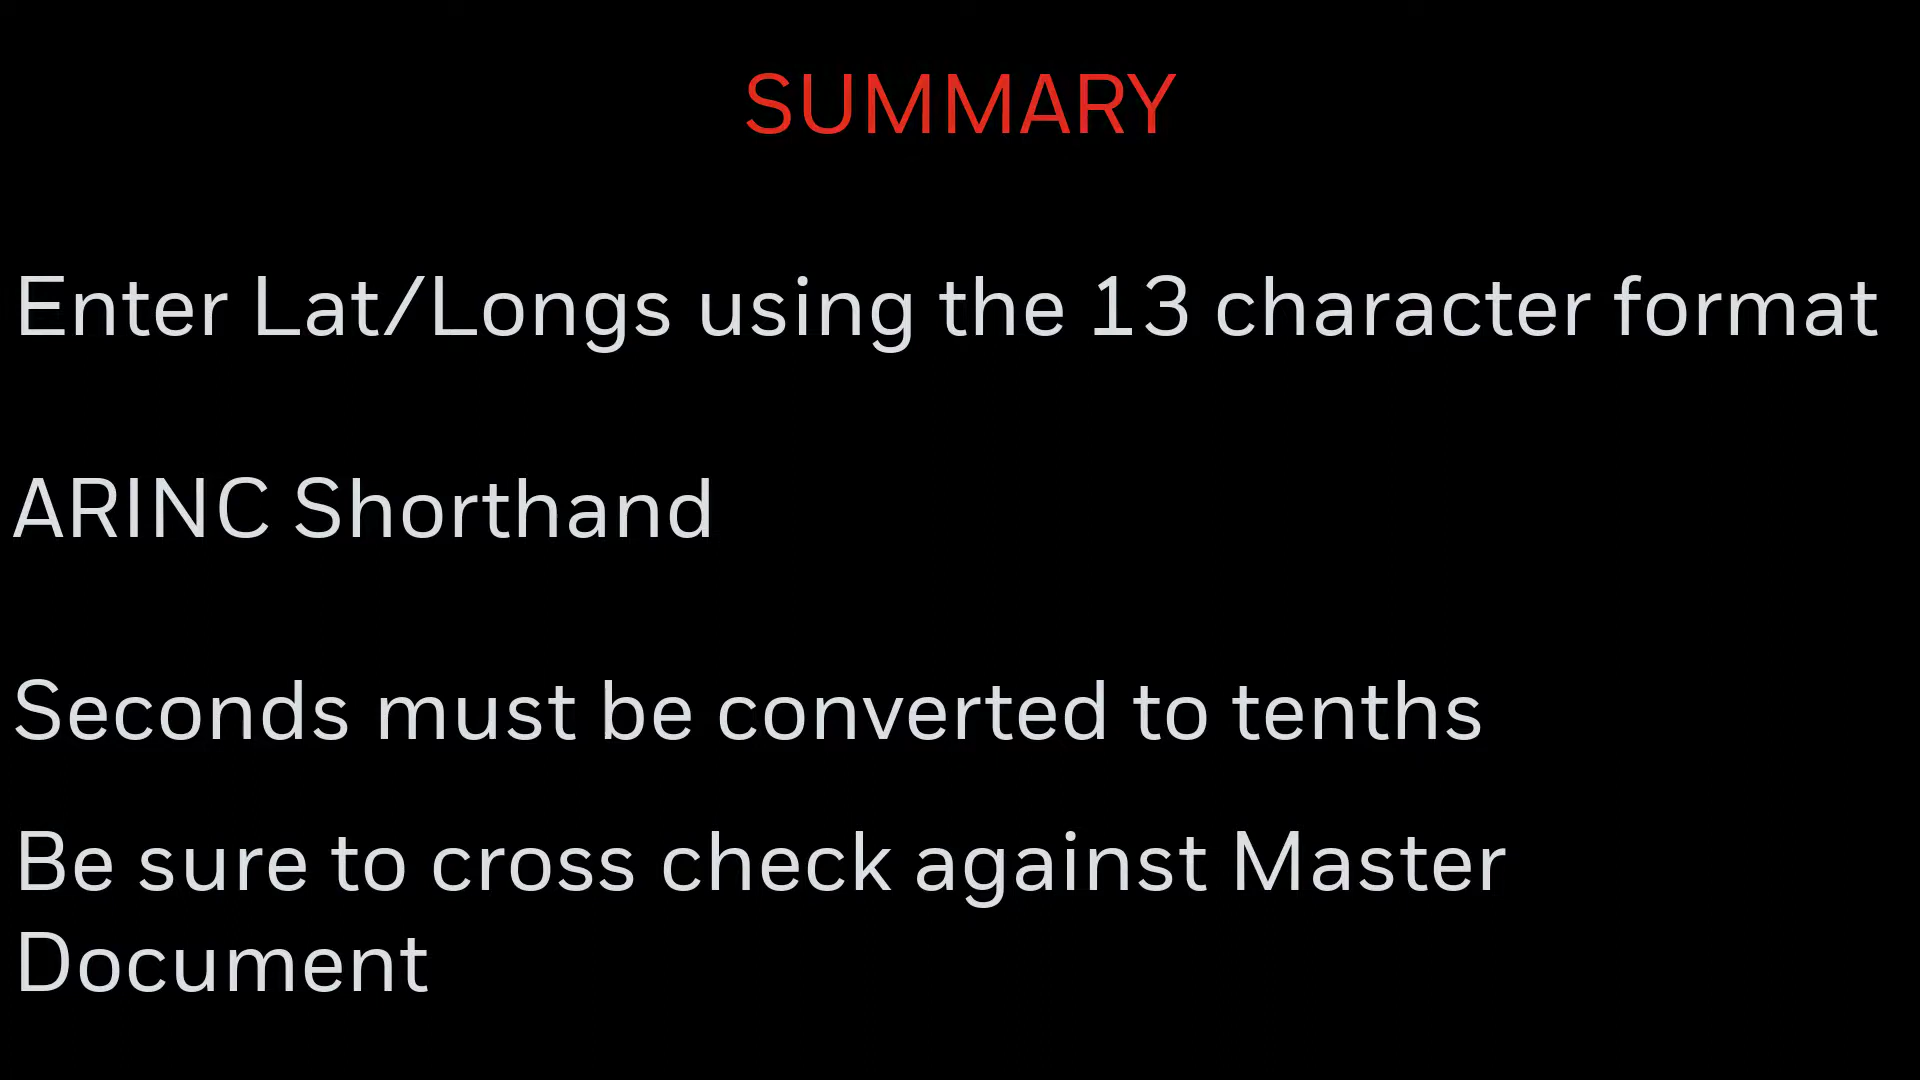 SUMMARY
Enter Lat/Longs using the 13 character format
ARINC Shorthand
Seconds must be converted to tenths
Be sure to cross check against Master
Document